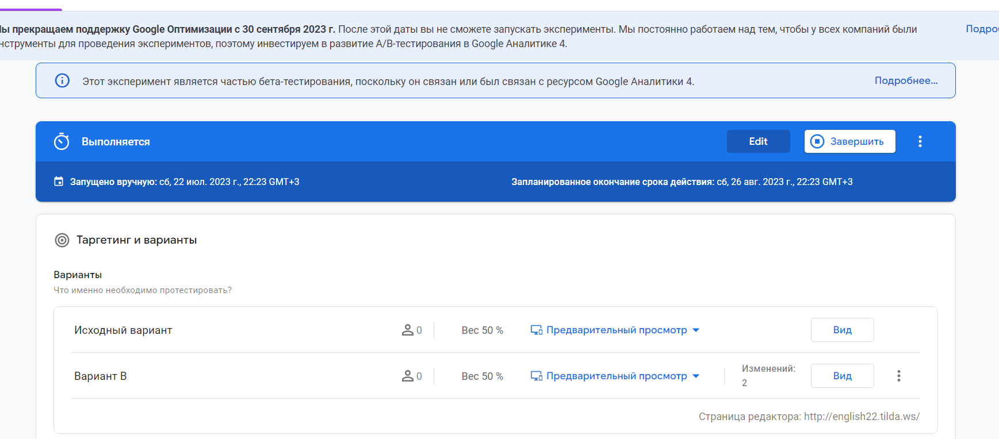 прекращаем поддержку Google Оптимизации с 30 сентября 2023 г. После этой даты вы не сможете запускать эксперименты. Мы постоянно работаем над тем, чтобы у всех компаний были
для проведения экспериментов, поэтому инвестируем в развитие A/B-тестирования в Google Аналитике 4.
Этот эксперимент является частью бета-тестирования, поскольку он связан или был связан с ресурсом Google Аналитики 4.
Подробнее...
Выполняется
Edit
Завершить
Запущено вручную: сб, 22 июл. 2023 г., 22:23 GMT+3
Запланированное окончание срока действия: сб, 26 авг. 2023 г., 22:23 GMT+3
Таргетинг и варианты
Варианты
Что именно необходимо протестировать?
Исходный вариант
0
Вес 50 %
Предварительный просмотр
Вид
Вариант B
0
Вес 50 %
Предварительный просмотр
Изменений:
2
Вид
Страница редактора: http://english22.tilda.ws/